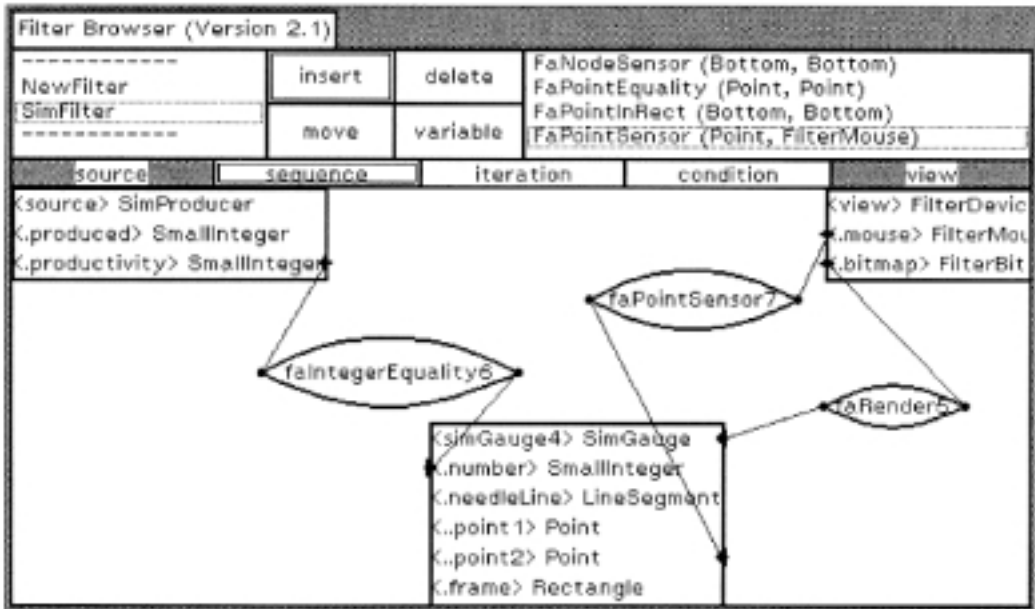 Filter Browser (Version 2.1)
------------
NewFilter
SimFilter
------------
insert
delete
move
variable
FaNodeSensor (Bottom, Bottom)
FaPointEquality (Point, Point)
FaPointInRect (Bottom, Bottom)
FaPointSensor (Point, FilterMouse)
source
sequence
iteration
condition
view
<source> SimProducer
<.produced> SmallInteger
<.productivity> SmallInteger
<view> FilterDevic
<.mouse> FilterMou
<.bitmap> FilterBit
faPointSensor7
faIntegerEquality6
faRender5
<simGauge4> SimGauge
<.number> SmallInteger
<.needleLine> LineSegment
<..point1> Point
<..point2> Point
<.frame> Rectangle